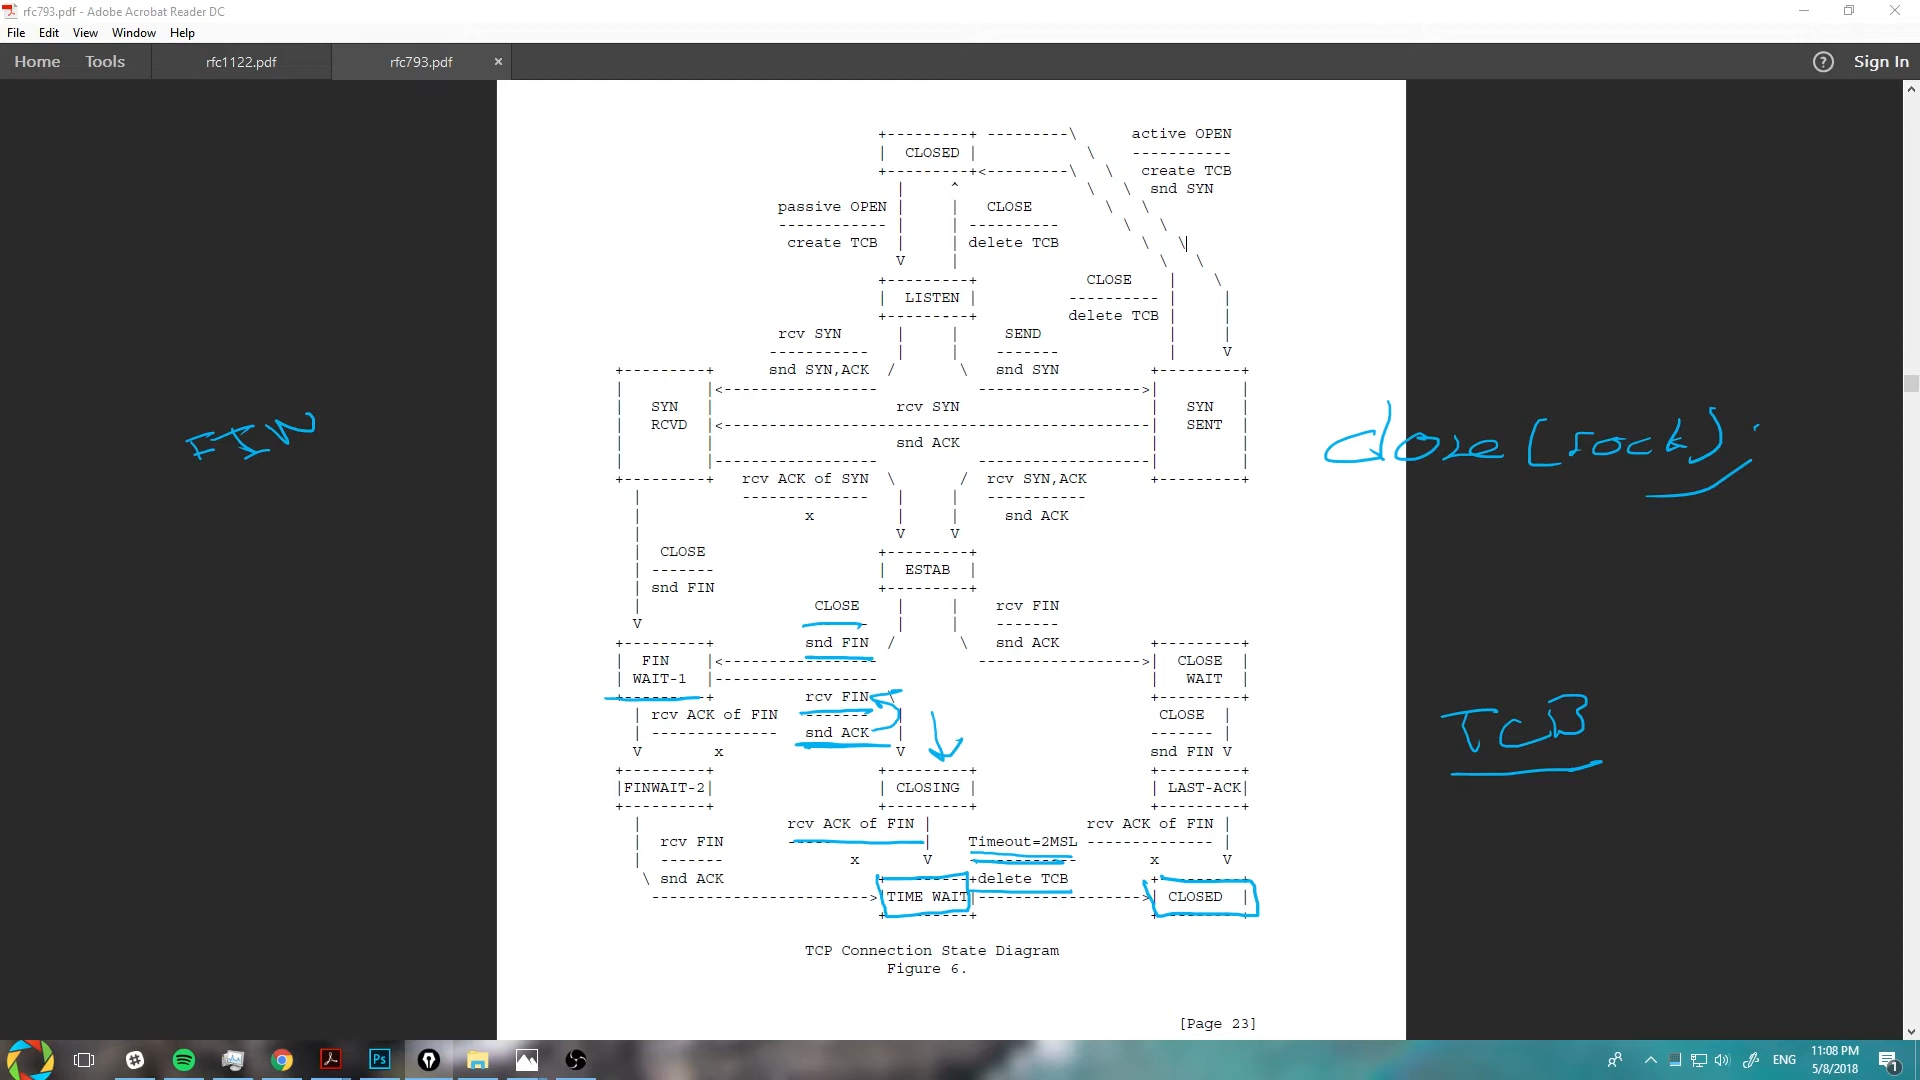 rfc793.pdf - Adobe Acrobat Reader DC
File Edit View Window Help
Home Tools rfc1122.pdf rfc793.pdf × ? Sign In
+---------+ ---------\ active OPEN
| CLOSED | \ -----------
+---------+<---------\ \ create TCB
| ^ \ \ snd SYN
passive OPEN | | CLOSE \ \
------------ | | ---------- \ \
create TCB | | delete TCB \ \
V | \ \
+---------+ CLOSE | \
| LISTEN | ---------- | |
+---------+ delete TCB | |
rcv SYN | | SEND | |
----------- | | ------- | V
+---------+ snd SYN,ACK / \ snd SYN +---------+
| |<----------------- ------------------>| |
| SYN | rcv SYN | SYN |
| RCVD |<-----------------------------------------------| SENT |
| | snd ACK | |
| |------------------ -------------------| |
+---------+ rcv ACK of SYN \ / rcv SYN,ACK +---------+
| -------------- | | -----------
| x | | snd ACK
| V V
| CLOSE +---------+
| ------- | ESTAB |
| snd FIN +---------+
| CLOSE | | rcv FIN
V ------- | | -------
+---------+ snd FIN / \ snd ACK +---------+
| FIN |<----------------- ------------------>| CLOSE |
| WAIT-1 |------------------ | WAIT |
+---------+ rcv FIN \ +---------+
| rcv ACK of FIN ------- | CLOSE |
| -------------- snd ACK | ------- |
V x V snd FIN V
+---------+ +---------+ +---------+
|FINWAIT-2| | CLOSING | | LAST-ACK|
+---------+ +---------+ +---------+
| rcv ACK of FIN | rcv ACK of FIN |
| rcv FIN -------------- | Timeout=2MSL -------------- |
| ------- x V ------------ x V
\ snd ACK +---------+delete TCB +---------+
------------------------>|TIME WAIT|------------------>| CLOSED |
+---------+ +---------+
TCP Connection State Diagram
Figure 6.
[Page 23]
FIN
close(sock);
TCB
Ps
ENG 11:08 PM
5/8/2018
1